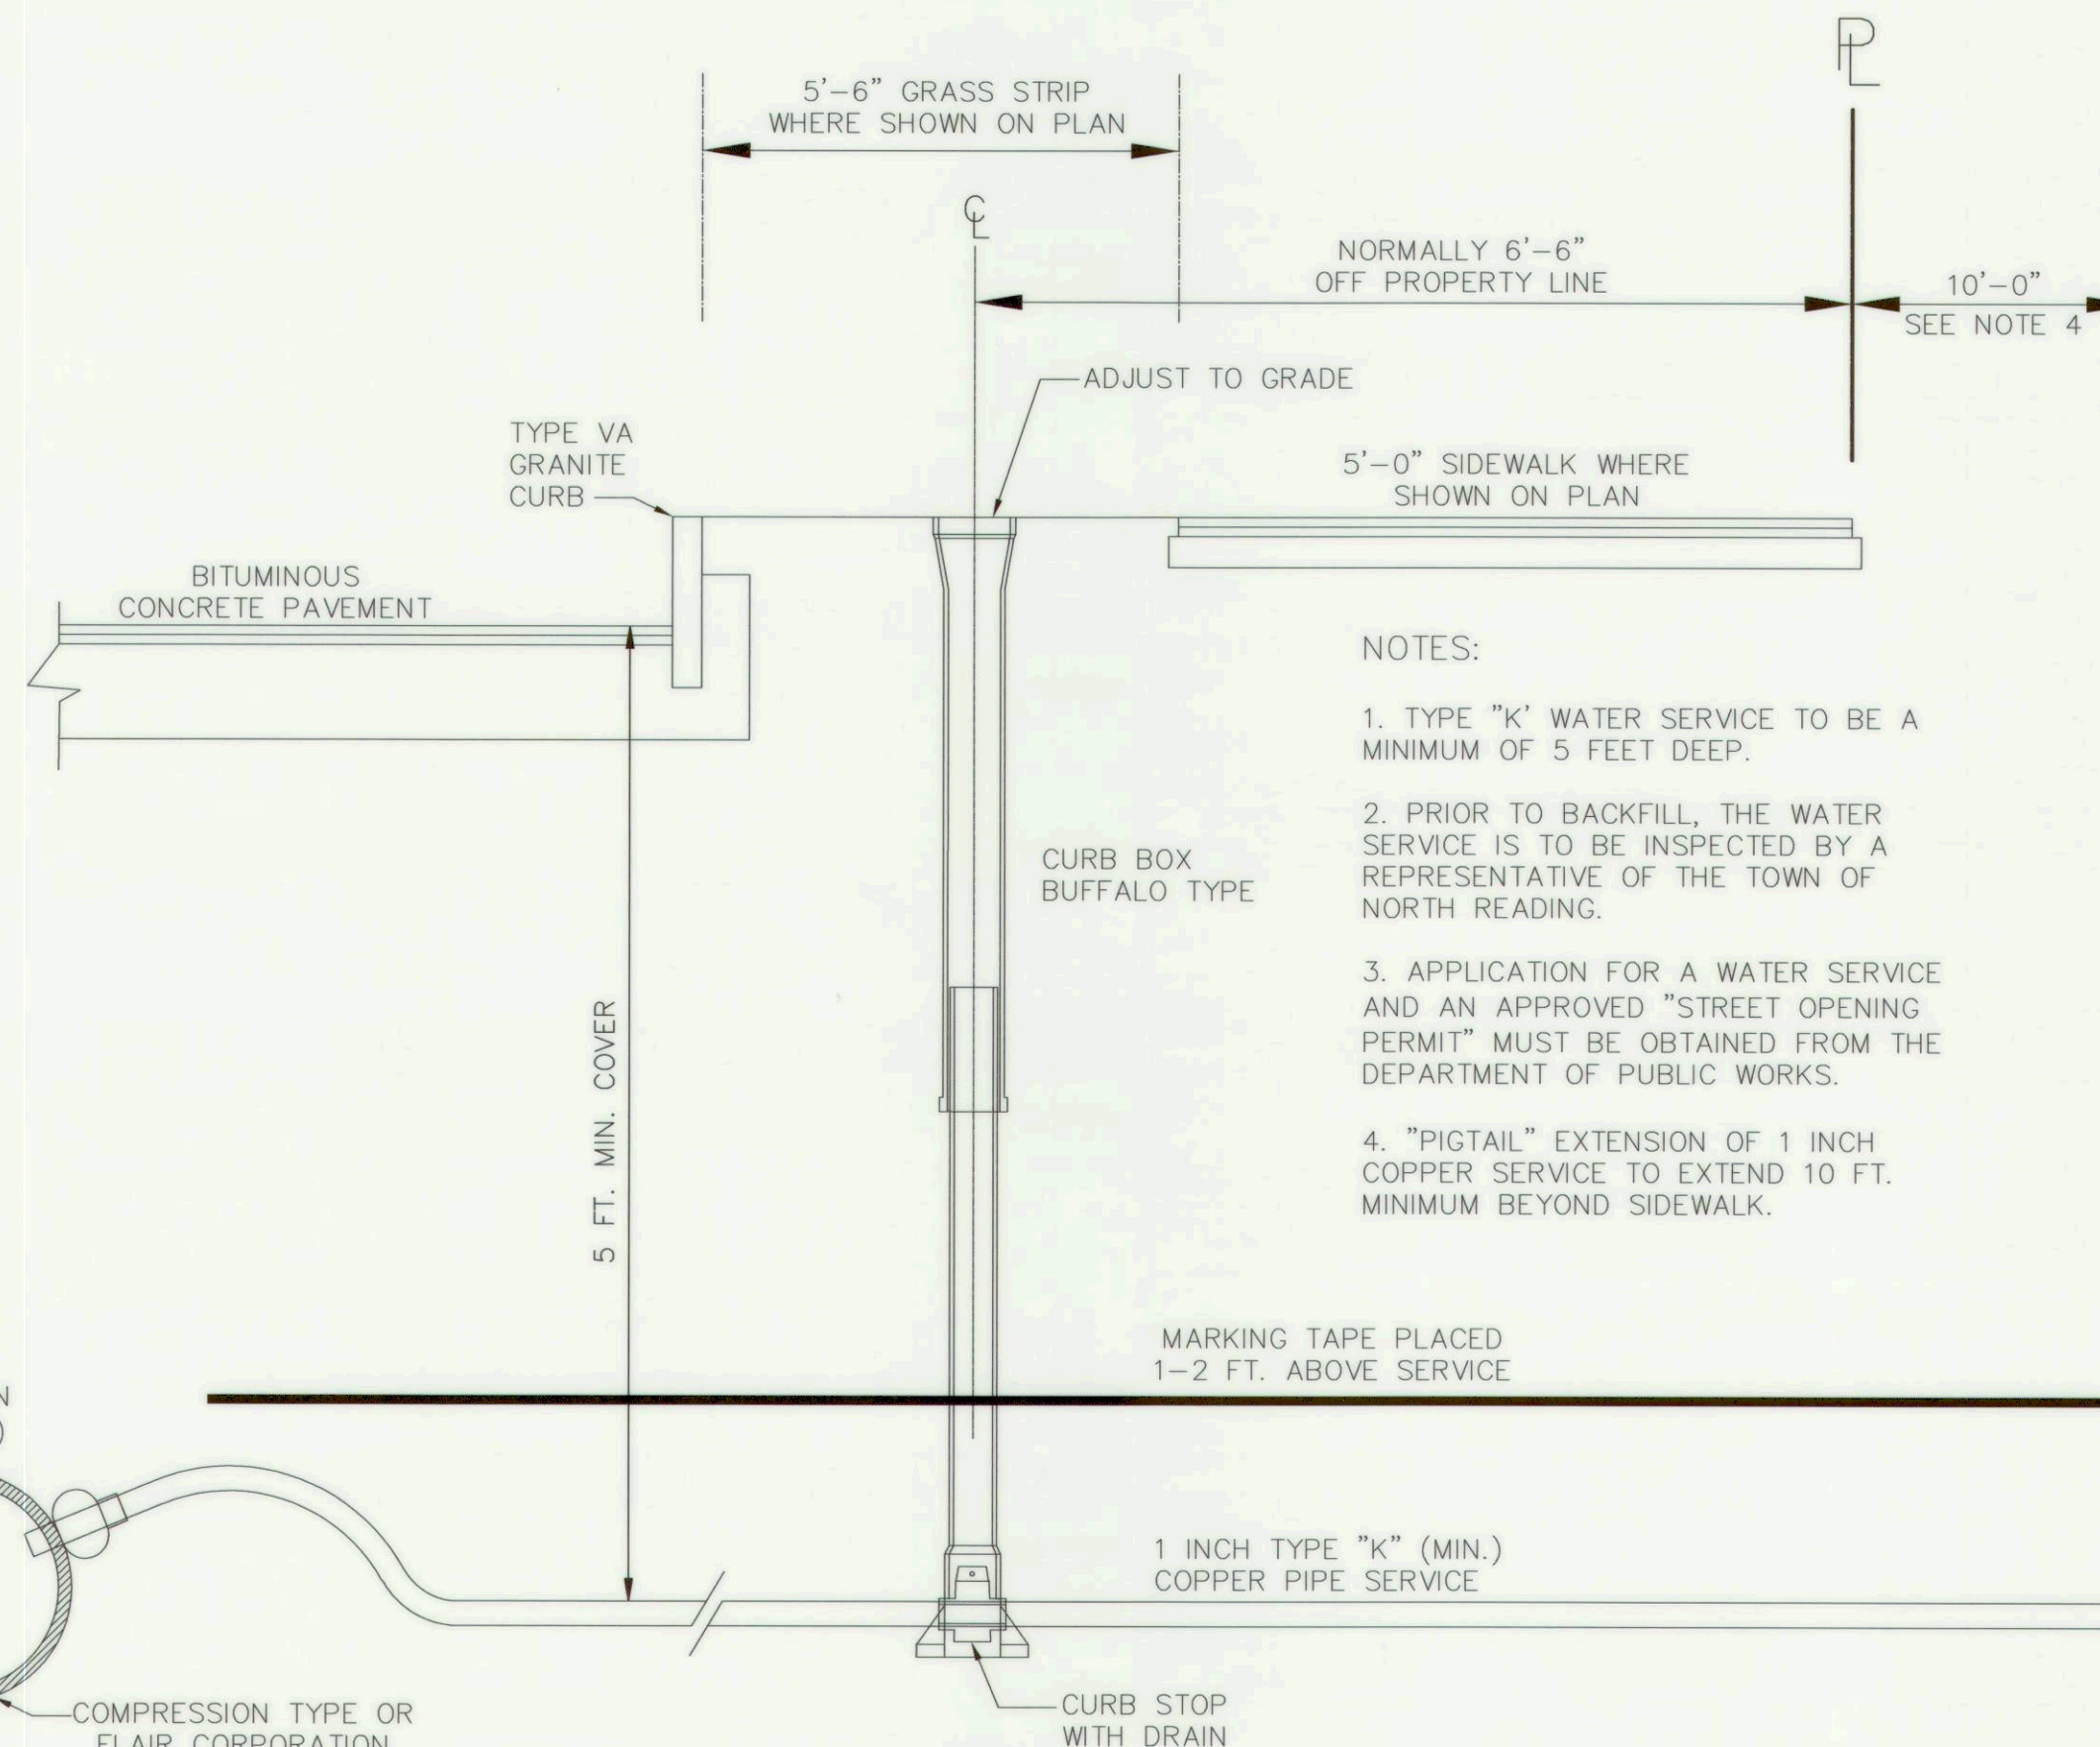 PL
5'-6" GRASS STRIP
WHERE SHOWN ON PLAN
CL
NORMALLY 6'-6"
OFF PROPERTY LINE
10'-0"
SEE NOTE 4
ADJUST TO GRADE
TYPE VA
GRANITE
CURB
5'-0" SIDEWALK WHERE
SHOWN ON PLAN
BITUMINOUS
CONCRETE PAVEMENT
NOTES:
1. TYPE "K' WATER SERVICE TO BE A
MINIMUM OF 5 FEET DEEP.
2. PRIOR TO BACKFILL, THE WATER
SERVICE IS TO BE INSPECTED BY A
REPRESENTATIVE OF THE TOWN OF
NORTH READING.
3. APPLICATION FOR A WATER SERVICE
AND AN APPROVED "STREET OPENING
PERMIT" MUST BE OBTAINED FROM THE
DEPARTMENT OF PUBLIC WORKS.
4. "PIGTAIL" EXTENSION OF 1 INCH
COPPER SERVICE TO EXTEND 10 FT.
MINIMUM BEYOND SIDEWALK.
CURB BOX
BUFFALO TYPE
5 FT. MIN. COVER
MARKING TAPE PLACED
1-2 FT. ABOVE SERVICE
1 INCH TYPE "K" (MIN.)
COPPER PIPE SERVICE
COMPRESSION TYPE OR
FLAIR CORPORATION
CURB STOP
WITH DRAIN